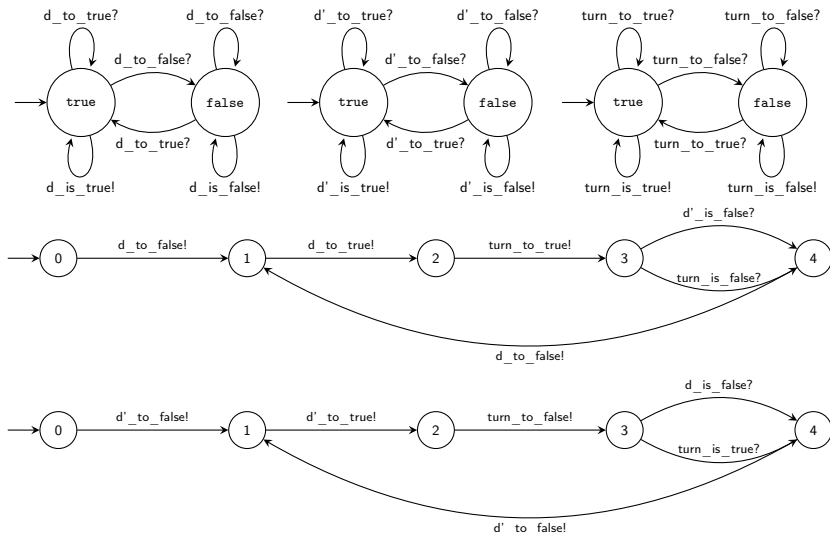 d_to_true? d_to_false? d'_to_true? d'_to_false? turn_to_true? turn_to_false?
d_to_false? d'_to_false? turn_to_false?
true false true false true false
d_to_true? d'_to_true? turn_to_true?
d_is_true! d_is_false! d'_is_true! d'_is_false! turn_is_true! turn_is_false!
d'_is_false?
d_to_false! d_to_true! turn_to_true!
0 1 2 3 4
turn_is_false?
d_to_false!
d_is_false?
d'_to_false! d'_to_true! turn_to_false!
0 1 2 3 4
turn_is_true?
d'_to_false!